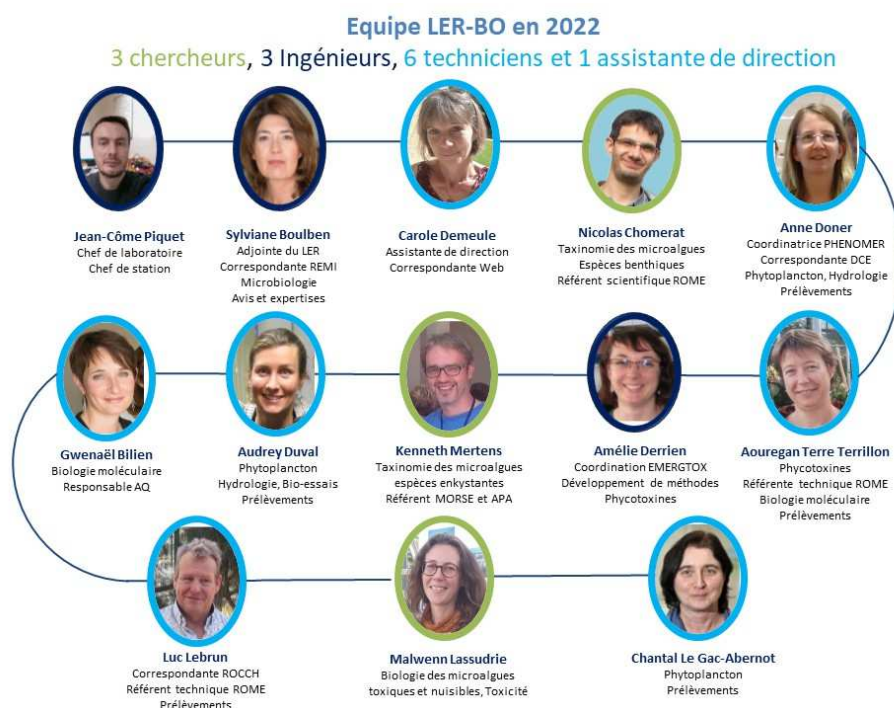 Equipe LER-BO en 2022
3 chercheurs, 3 Ingénieurs, 6 techniciens et 1 assistante de direction
Jean-Côme Piquet
Chef de laboratoire
Chef de station
Sylviane Boulben
Adjointe du LER
Correspondante REMI
Microbiologie
Avis et expertises
Carole Demeule
Assistante de direction
Correspondante Web
Nicolas Chomerat
Taxinomie des microalgues
Espèces benthiques
Référent scientifique ROME
Anne Doner
Coordinatrice PHENOMER
Correspondante DCE
Phytoplancton, Hydrologie
Prélèvements
Gwenaël Bilien
Biologie moléculaire
Responsable AQ
Audrey Duval
Phytoplancton
Hydrologie, Bio-essais
Prélèvements
Kenneth Mertens
Taxinomie des microalgues
espèces enkystantes
Référent MORSE et APA
Amélie Derrien
Coordination EMERGTOX
Développement de méthodes
Phycotoxines
Aouregan Terre Terrillon
Phycotoxines
Référente technique ROME
Biologie moléculaire
Prélèvements
Luc Lebrun
Correspondante ROCCH
Référent technique ROME
Prélèvements
Malwenn Lassudrie
Biologie des microalgues
toxiques et nuisibles, Toxicité
Chantal Le Gac-Abernot
Phytoplancton
Prélèvements